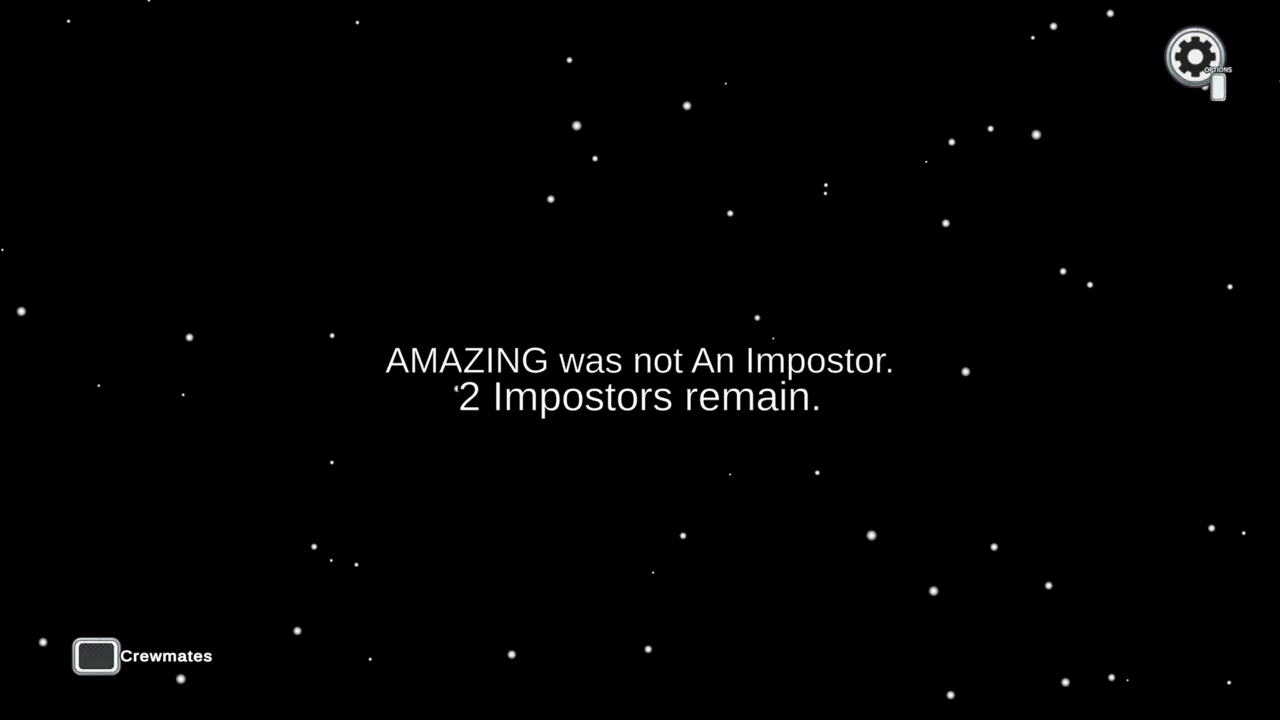 OPTIONS
AMAZING was not An Impostor.
2 Impostors remain.
Crewmates